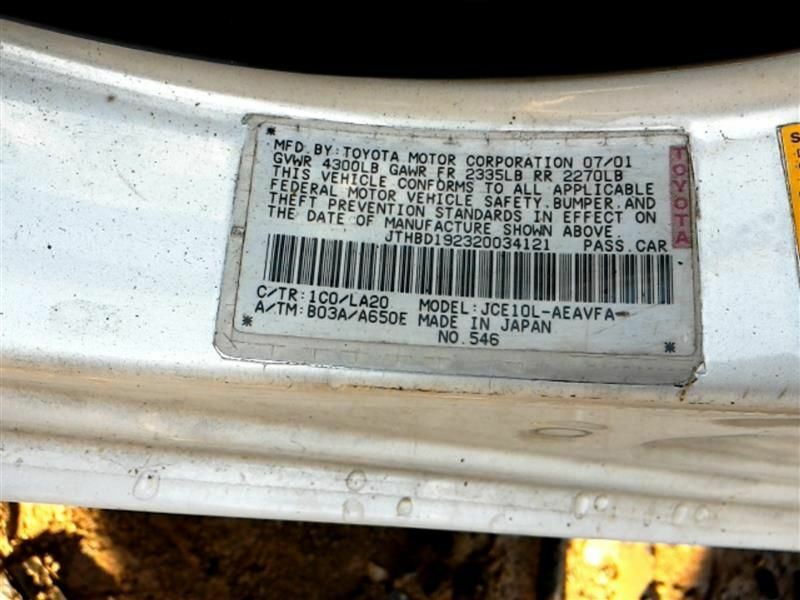 MFD BY: TOYOTA MOTOR CORPORATION 07/01
GVWR 4300LB GAWR FR 2335LB RR 2270LB
THIS VEHICLE CONFORMS TO ALL APPLICABLE
FEDERAL MOTOR VEHICLE SAFETY, BUMPER, AND
THEFT PREVENTION STANDARDS IN EFFECT ON
THE DATE OF MANUFACTURE SHOWN ABOVE.
JTHBD192320034121 PASS. CAR
C/TR: 1C0/LA20 MODEL: JCE10L-AEAVFA-
A/TM: B03A/A650E MADE IN JAPAN
NO. 546
TOYOTA